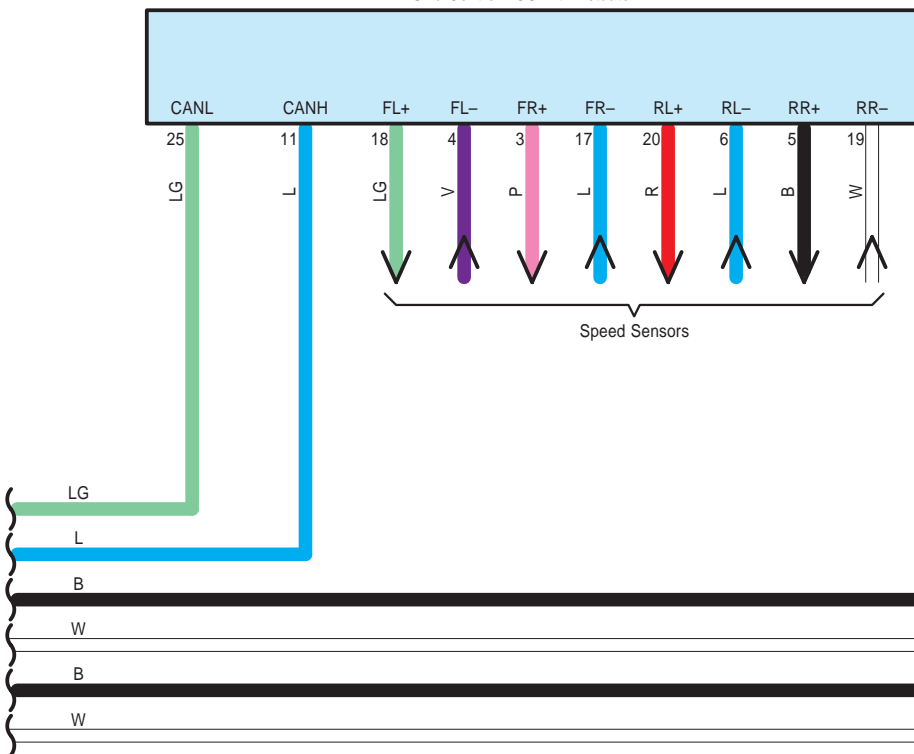 CANL CANH FL+ FL– FR+ FR– RL+ RL– RR+ RR–
25 11 18 4 3 17 20 6 5 19
LG L LG V P L R L B W
Speed Sensors
LG
L
B
W
B
W